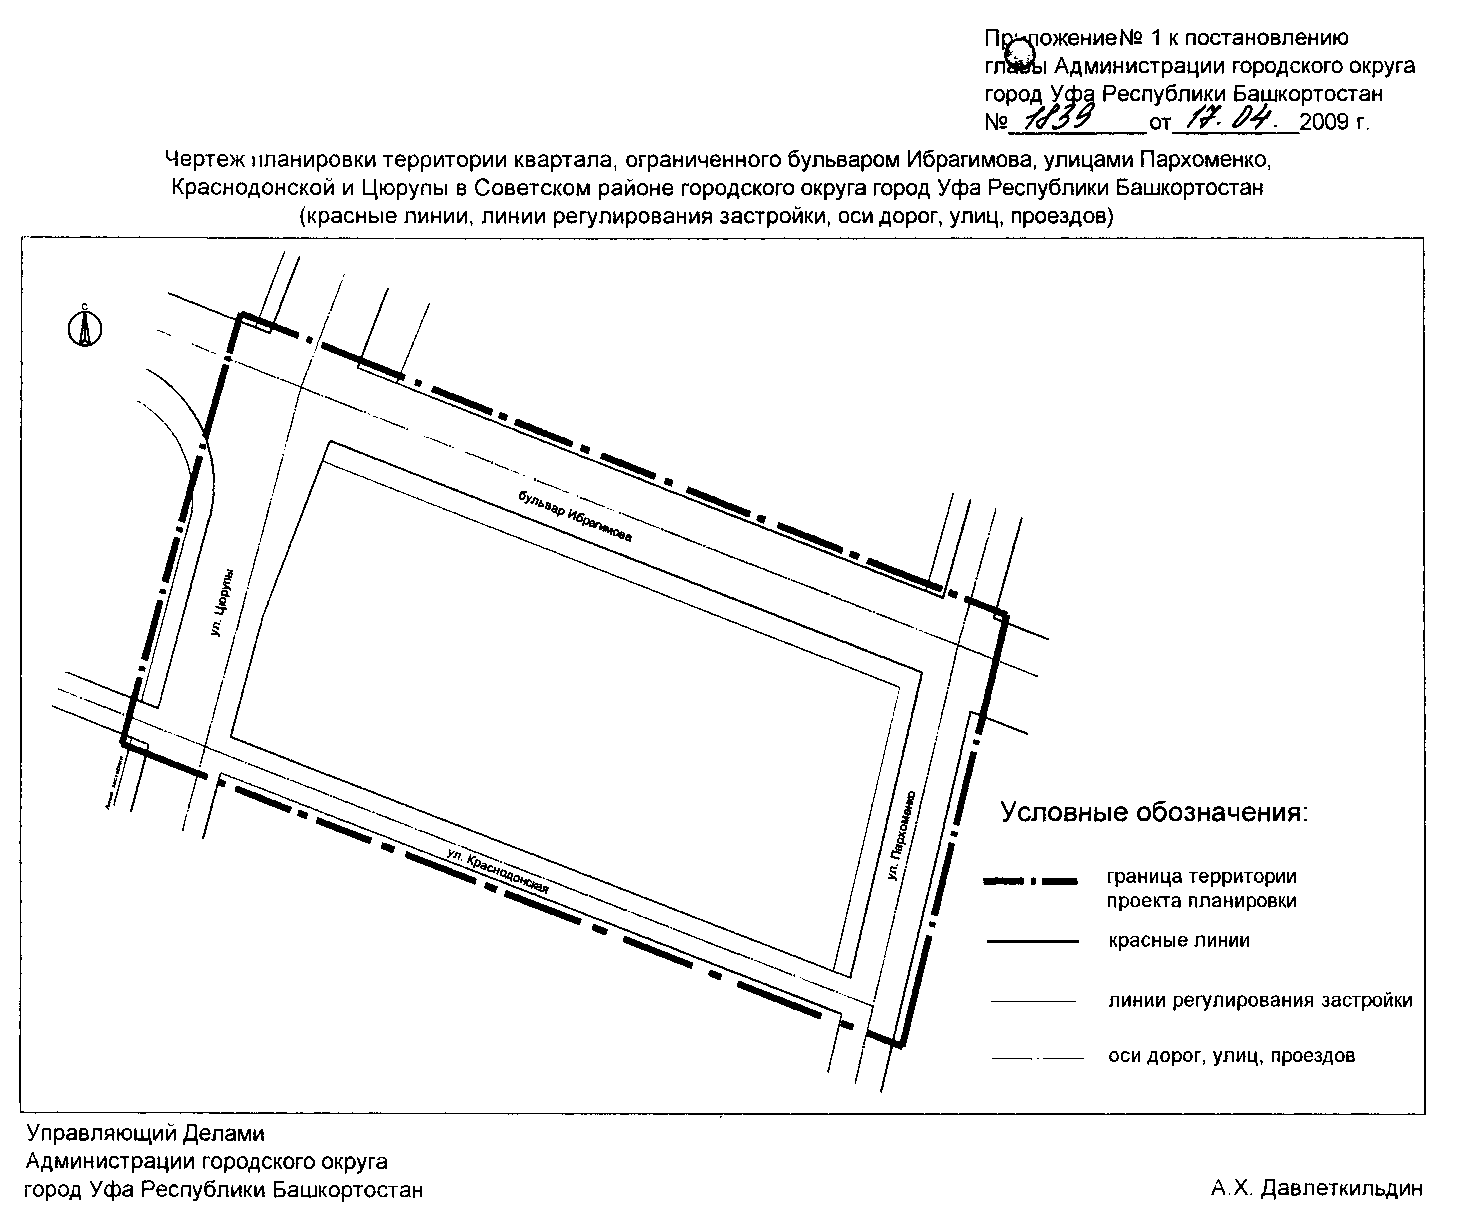 Приложение№ 1 к постановлению
главы Администрации городского округа
город Уфа Республики Башкортостан
№ 1839 от 17.04. 2009 г.
Чертеж планировки территории квартала, ограниченного бульваром Ибрагимова, улицами Пархоменко,
Краснодонской и Цюрупы в Советском районе городского округа город Уфа Республики Башкортостан
(красные линии, линии регулирования застройки, оси дорог, улиц, проездов)
С
бульвар Ибрагимова
ул. Цюрупы
ул. Пархоменко
ул. Краснодонская
Условные обозначения:
граница территории
проекта планировки
красные линии
линии регулирования застройки
оси дорог, улиц, проездов
Управляющий Делами
Администрации городского округа
город Уфа Республики Башкортостан
А.Х. Давлеткильдин